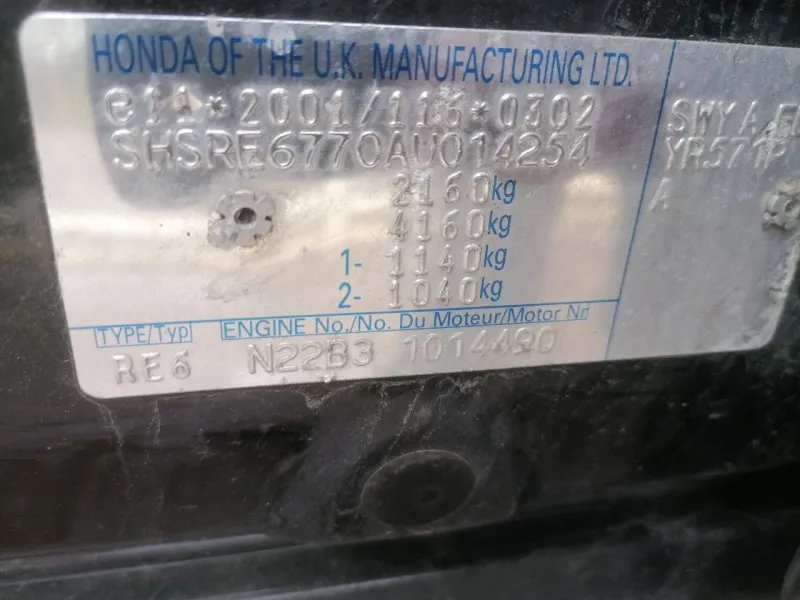 HONDA OF THE U.K. MANUFACTURING LTD.
e11*2001/116*0302
SHSRE6770AU014254
2160kg
4160kg
1- 1140kg
2- 1040kg
TYPE/Typ
ENGINE No./No. Du Moteur/Motor Nr
RE6
N22B3 1014490
SWY A
YR571P
A